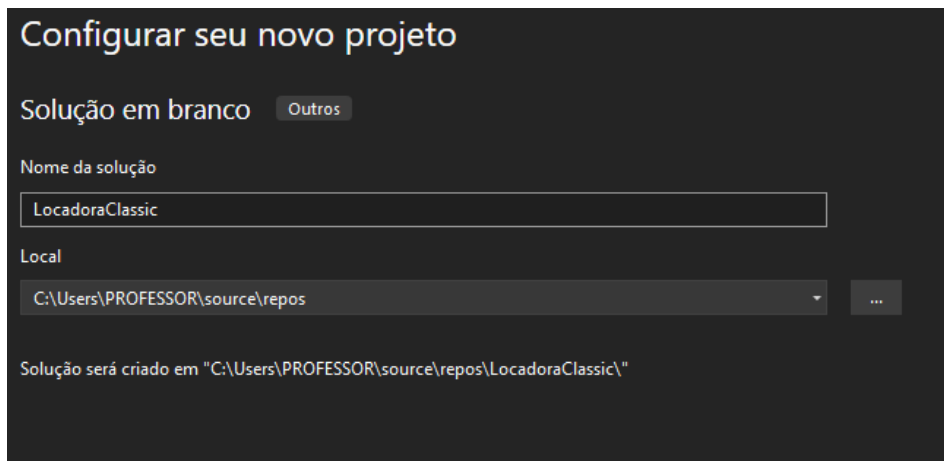 Configurar seu novo projeto
Solução em branco Outros
Nome da solução
LocadoraClassic
Local
C:\Users\PROFESSOR\source\repos
...
Solução será criado em "C:\Users\PROFESSOR\source\repos\LocadoraClassic\"